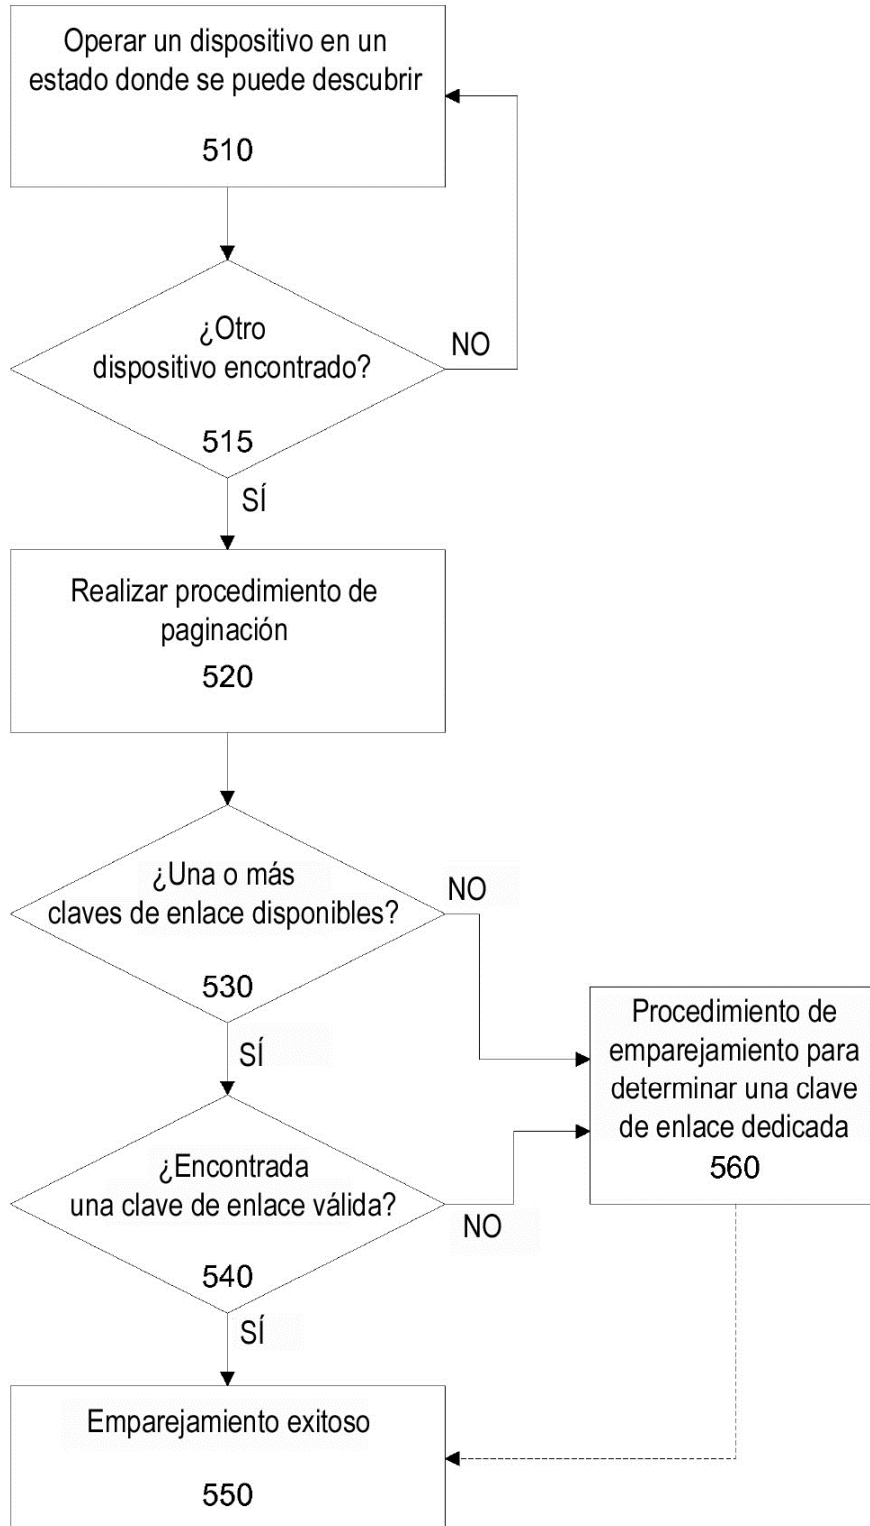 Operar un dispositivo en un
estado donde se puede descubrir
510
¿Otro
dispositivo encontrado?
NO
515
SÍ
Realizar procedimiento de
paginación
520
¿Una o más
claves de enlace disponibles?
NO
530
SÍ
Procedimiento de
emparejamiento para
determinar una clave
de enlace dedicada
560
¿Encontrada
una clave de enlace válida?
NO
540
SÍ
Emparejamiento exitoso
550